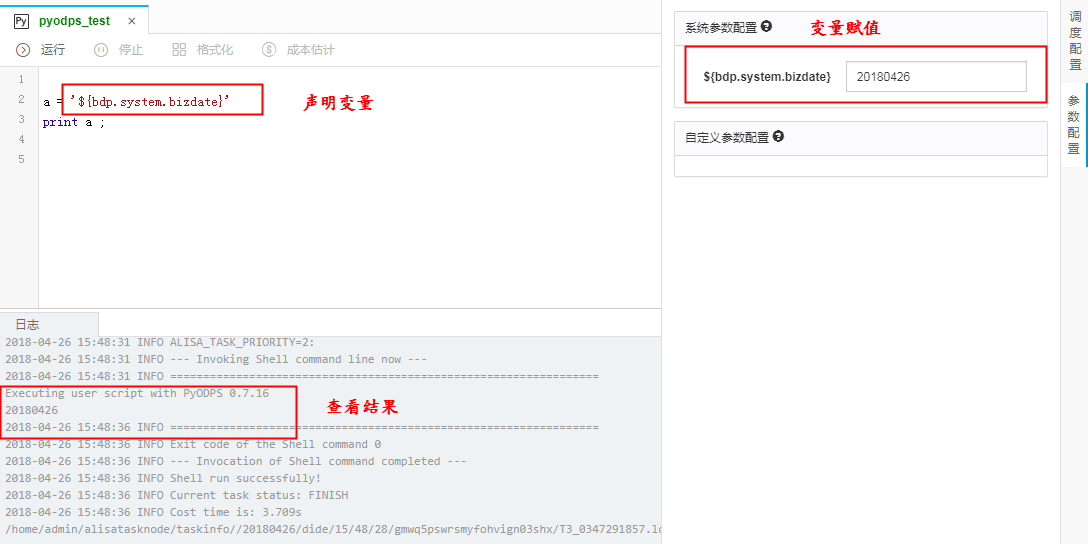 Py pyodps_test ×
运行 停止 格式化 $ 成本估计
1
2 a = '${bdp.system.bizdate}' 声明变量
3 print a ;
4
5
系统参数配置 ? 变量赋值
${bdp.system.bizdate} 20180426
自定义参数配置 ?
调度配置
参数配置
日志
2018-04-26 15:48:31 INFO ALISA_TASK_PRIORITY=2:
2018-04-26 15:48:31 INFO --- Invoking Shell command line now ---
2018-04-26 15:48:31 INFO =================================================================
Executing user script with PyODPS 0.7.16
20180426 查看结果
2018-04-26 15:48:36 INFO =================================================================
2018-04-26 15:48:36 INFO Exit code of the Shell command 0
2018-04-26 15:48:36 INFO --- Invocation of Shell command completed ---
2018-04-26 15:48:36 INFO Shell run successfully!
2018-04-26 15:48:36 INFO Current task status: FINISH
2018-04-26 15:48:36 INFO Cost time is: 3.709s
/home/admin/alisatasknode/taskinfo//20180426/dide/15/48/28/gmwq5pswrsmyfohvign03shx/T3_0347291857.lo